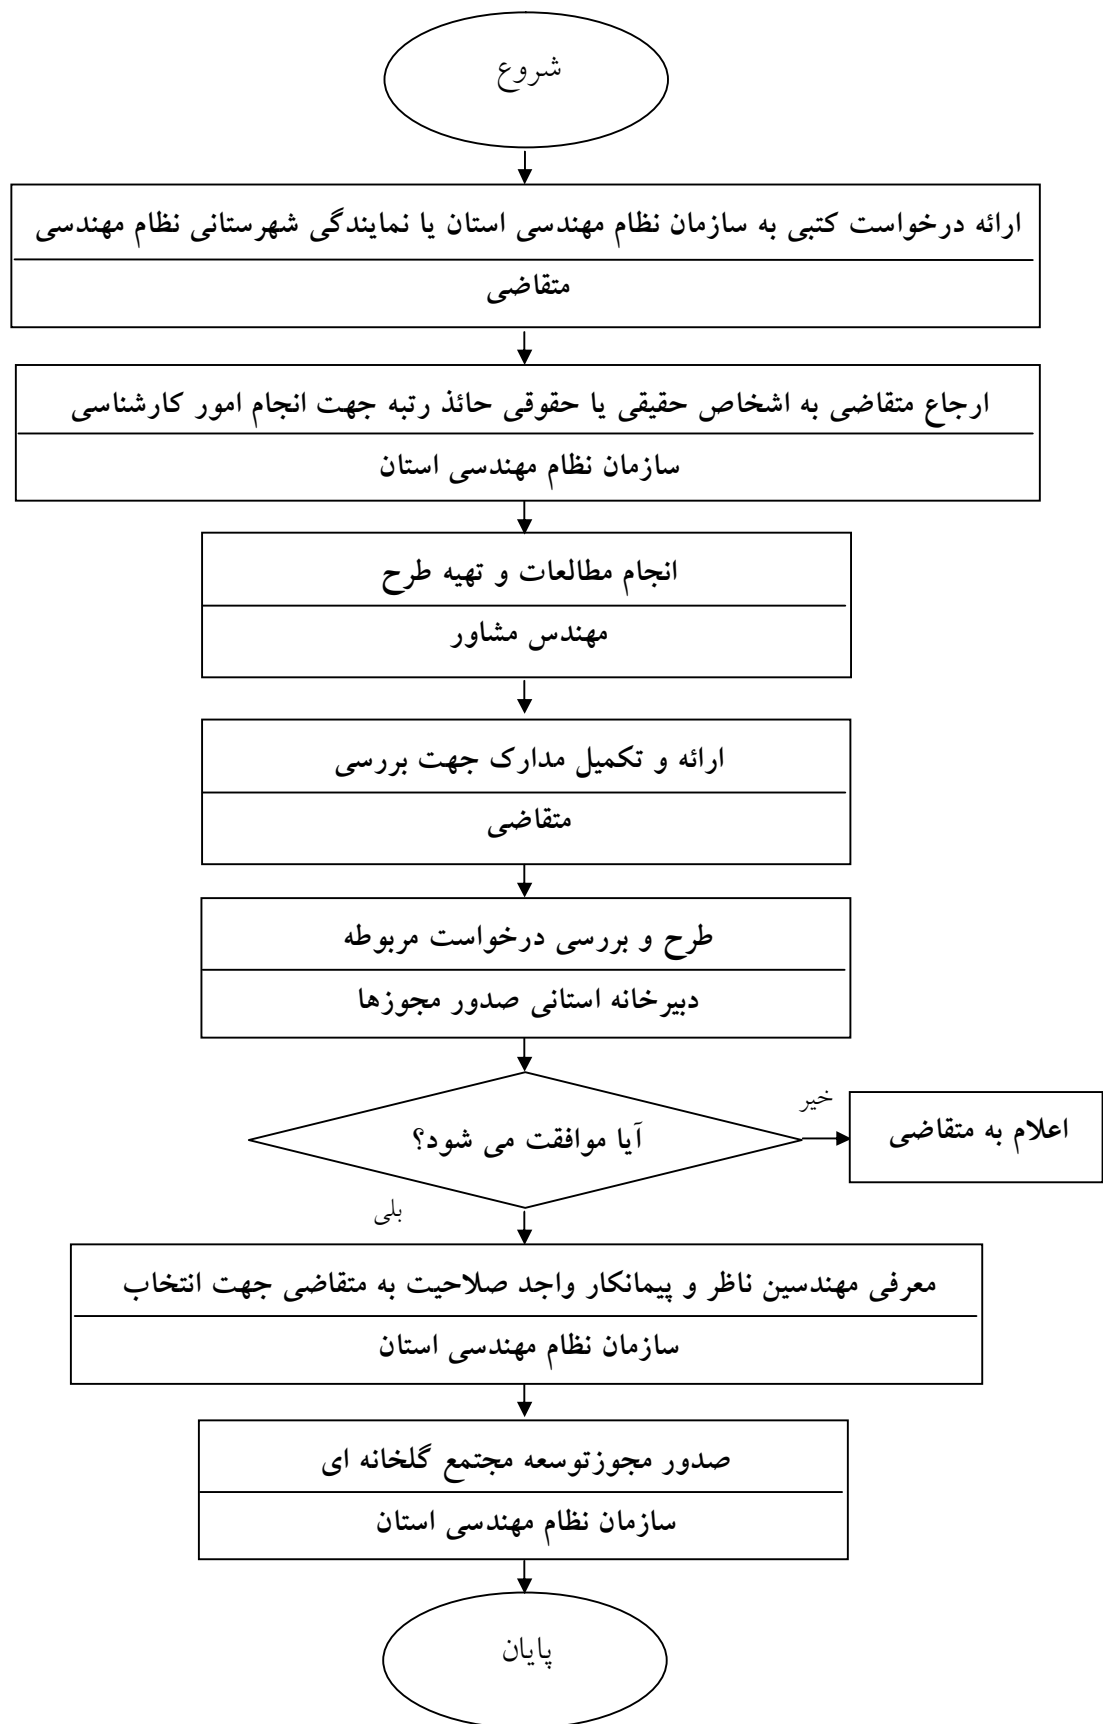 شروع
ارائه درخواست کتبی به سازمان نظام مهندسی استان یا نمایندگی شهرستانی نظام مهندسی
متقاضی
ارجاع متقاضی به اشخاص حقیقی یا حقوقی حائذ رتبه جهت انجام امور کارشناسی
سازمان نظام مهندسی استان
انجام مطالعات و تهیه طرح
مهندس مشاور
ارائه و تکمیل مدارک جهت بررسی
متقاضی
طرح و بررسی درخواست مربوطه
دبیرخانه استانی صدور مجوزها
آیا موافقت می شود؟
خیر
اعلام به متقاضی
بلی
معرفی مهندسین ناظر و پیمانکار واجد صلاحیت به متقاضی جهت انتخاب
سازمان نظام مهندسی استان
صدور مجوزتوسعه مجتمع گلخانه ای
سازمان نظام مهندسی استان
پایان